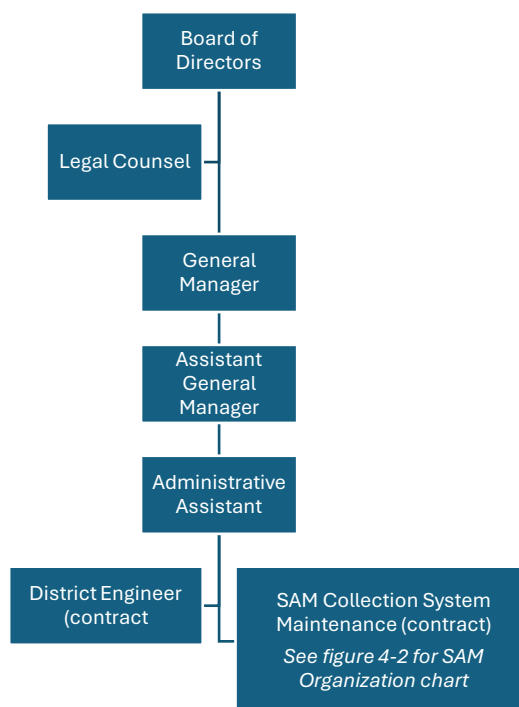 Board of
Directors
Legal Counsel
General
Manager
Assistant
General
Manager
Administrative
Assistant
District Engineer
(contract
SAM Collection System
Maintenance (contract)
See figure 4-2 for SAM
Organization chart